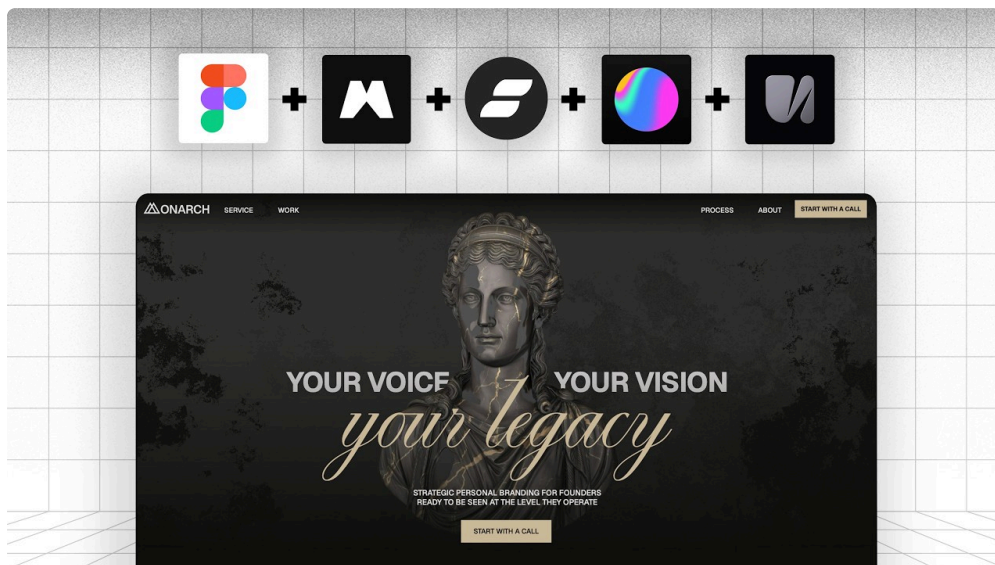 MONARCH
SERVICE
WORK
PROCESS
ABOUT
START WITH A CALL
YOUR VOICE YOUR VISION
your legacy
STRATEGIC PERSONAL BRANDING FOR FOUNDERS
READY TO BE SEEN AT THE LEVEL THEY OPERATE
START WITH A CALL